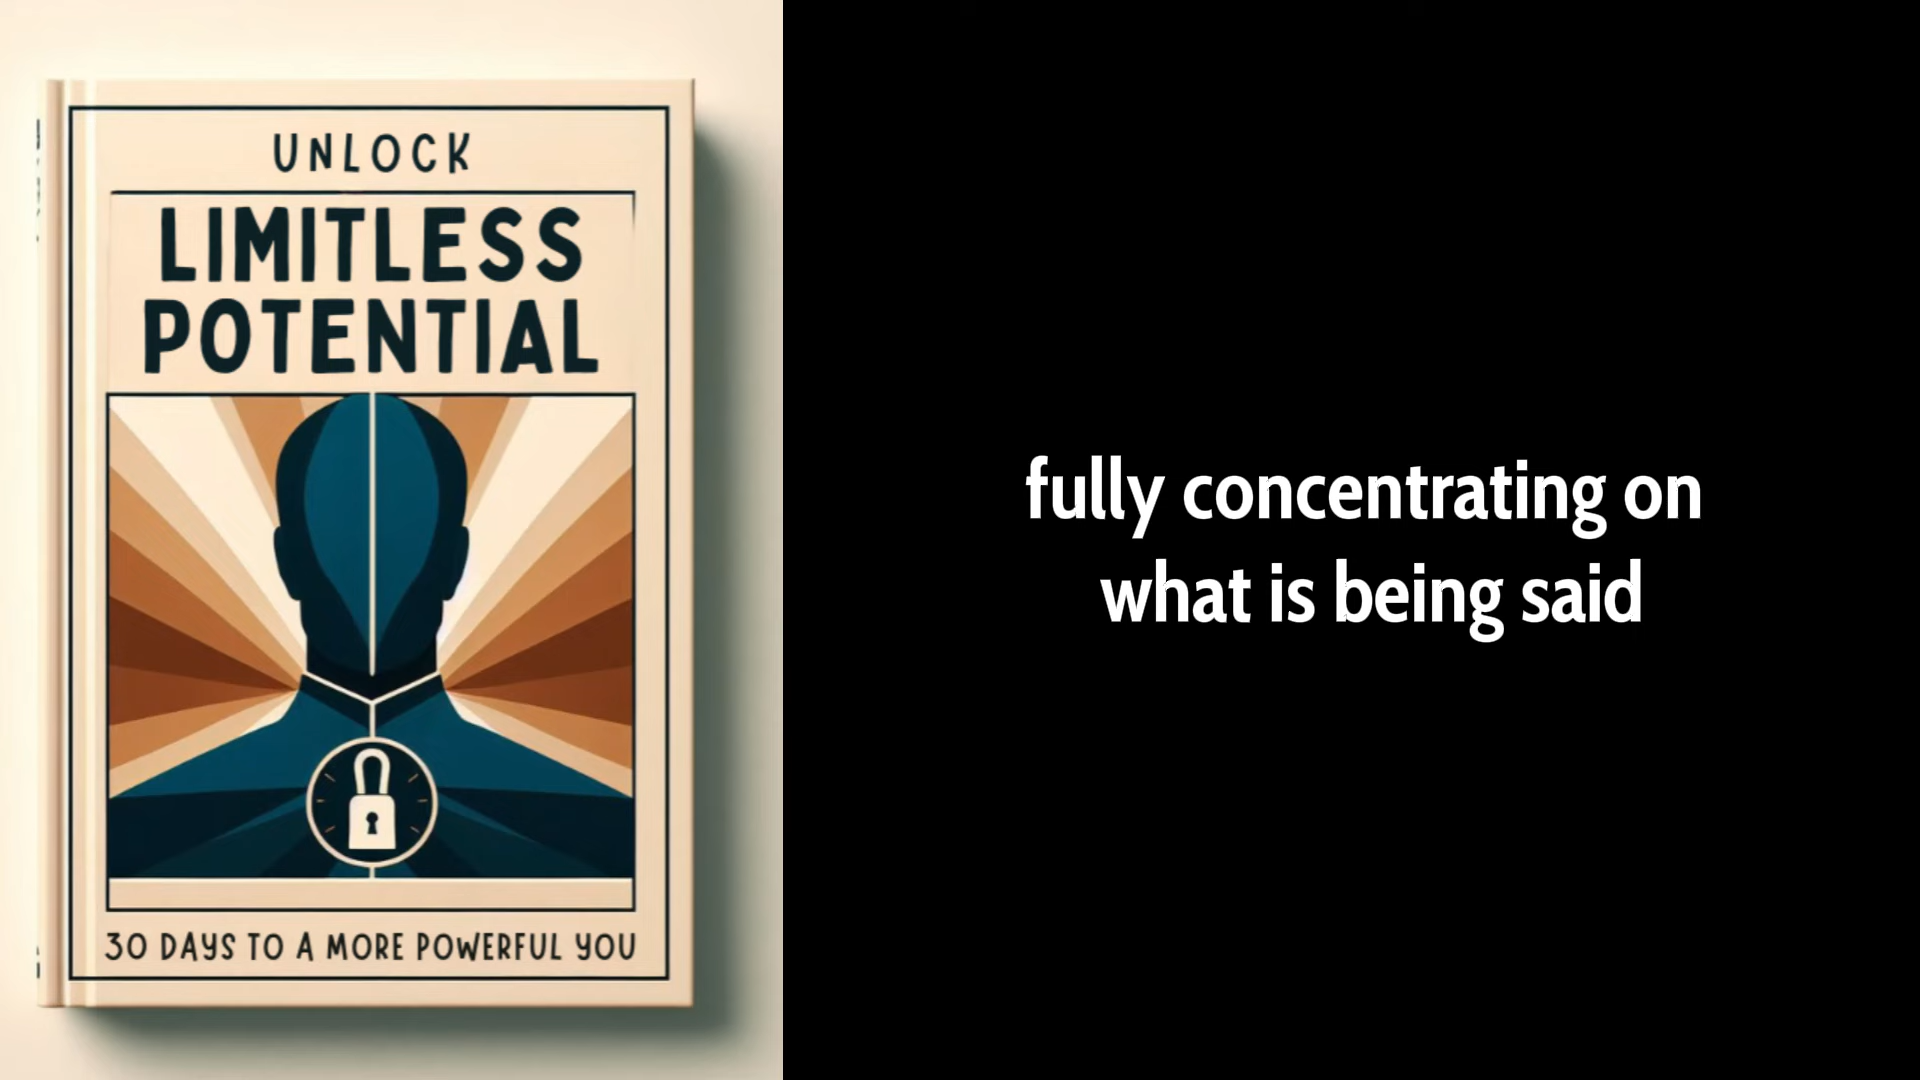 UNLOCK
LIMITLESS
POTENTIAL
30 DAYS TO A MORE POWERFUL YOU
fully concentrating on
what is being said